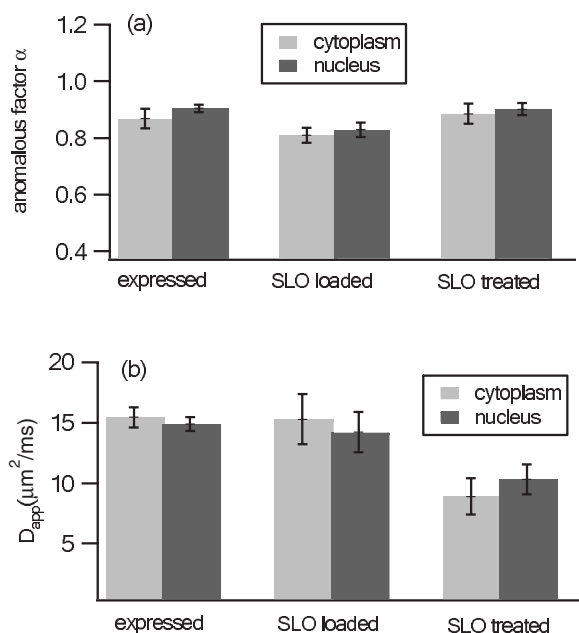 (a)
1.2
1.0
0.8
0.6
0.4
anomalous factor α
cytoplasm
nucleus
expressed
SLO loaded
SLO treated
(b)
20
15
10
5
D_app(μm²/ms)
cytoplasm
nucleus
expressed
SLO loaded
SLO treated